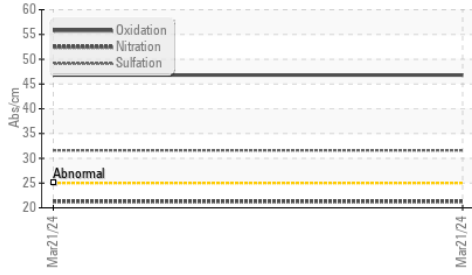 60
55
50
45
40
35
30
25
20
Abs/cm
Oxidation
Nitration
Sulfation
Abnormal
Mar21/24
Mar21/24